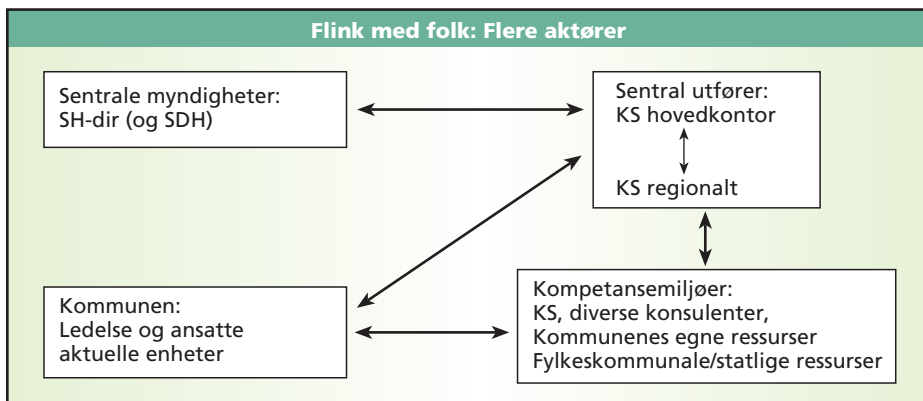 Flink med folk: Flere aktører
Sentrale myndigheter:
SH-dir (og SDH)
Sentral utfører:
KS hovedkontor
KS regionalt
Kommunen:
Ledelse og ansatte
aktuelle enheter
Kompetansemiljøer:
KS, diverse konsulenter,
Kommunenes egne ressurser
Fylkeskommunale/statlige ressurser